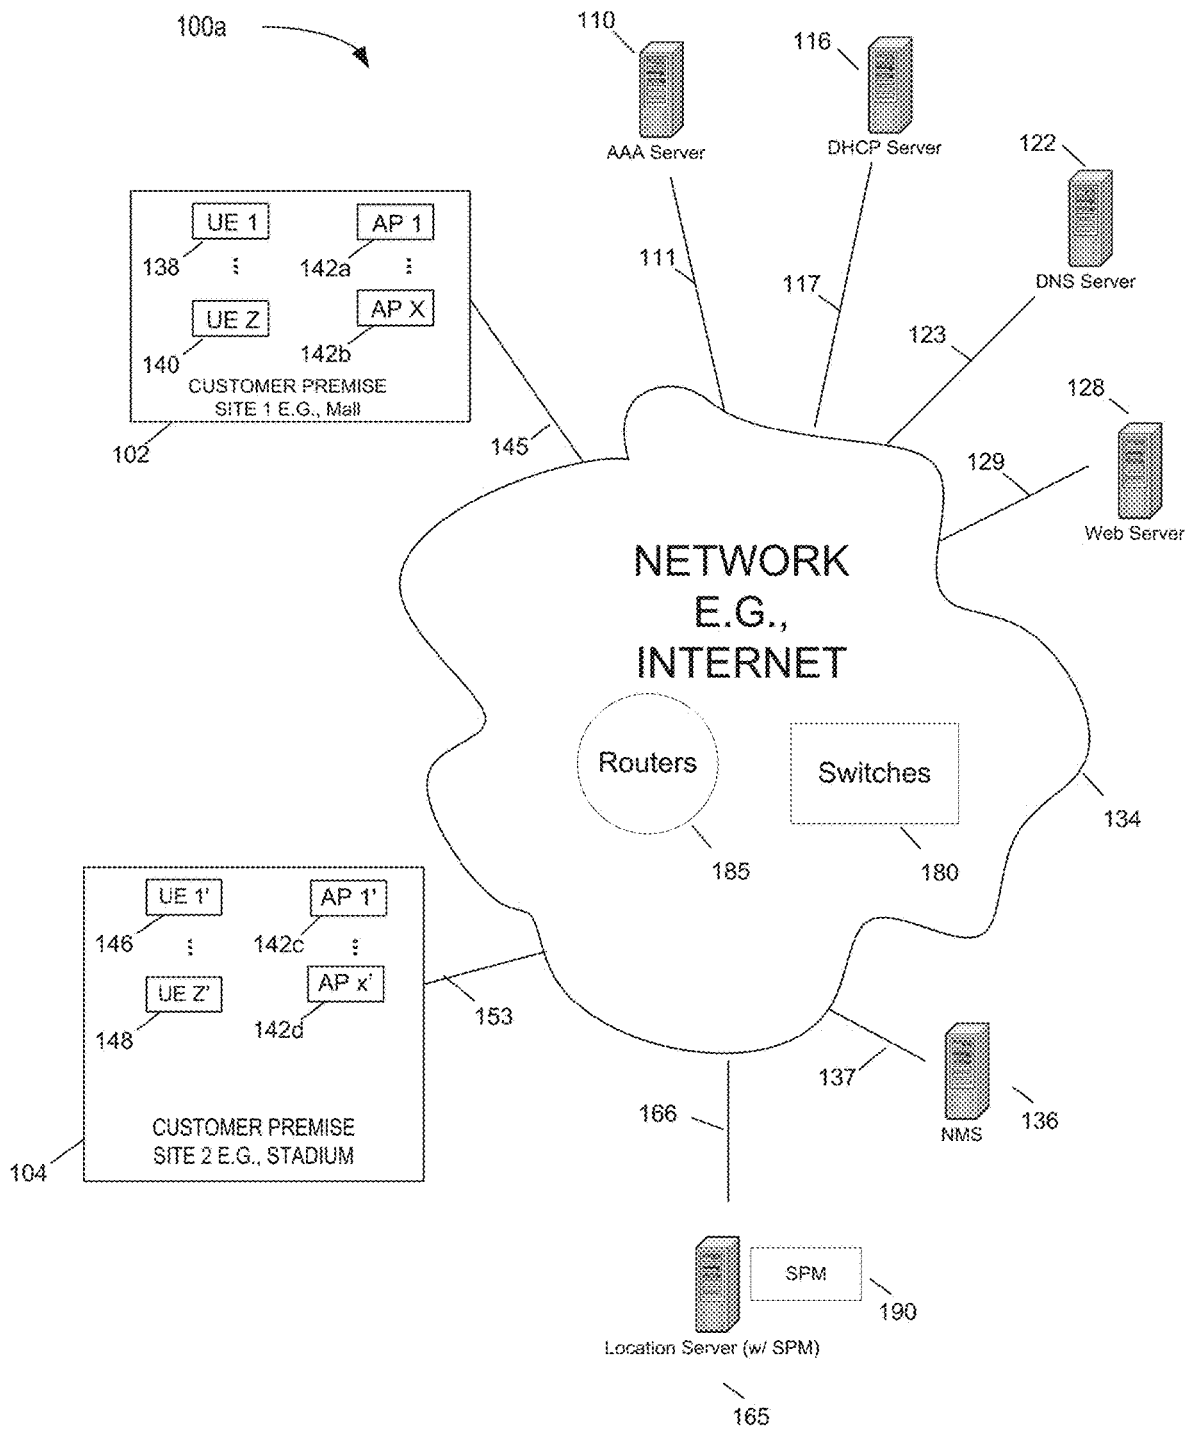 100a
110
AAA Server
116
DHCP Server
122
DNS Server
111
117
123
128
Web Server
129
UE 1
AP 1
138
⋮
142a
⋮
UE Z
AP X
140
142b
CUSTOMER PREMISE
SITE 1 E.G., Mall
102
145
NETWORK
E.G.,
INTERNET
Routers
Switches
185
180
134
UE 1'
AP 1'
146
⋮
142c
⋮
UE Z'
AP x'
148
142d
153
CUSTOMER PREMISE
SITE 2 E.G., STADIUM
104
137
NMS
136
166
SPM
190
Location Server (w/ SPM)
165